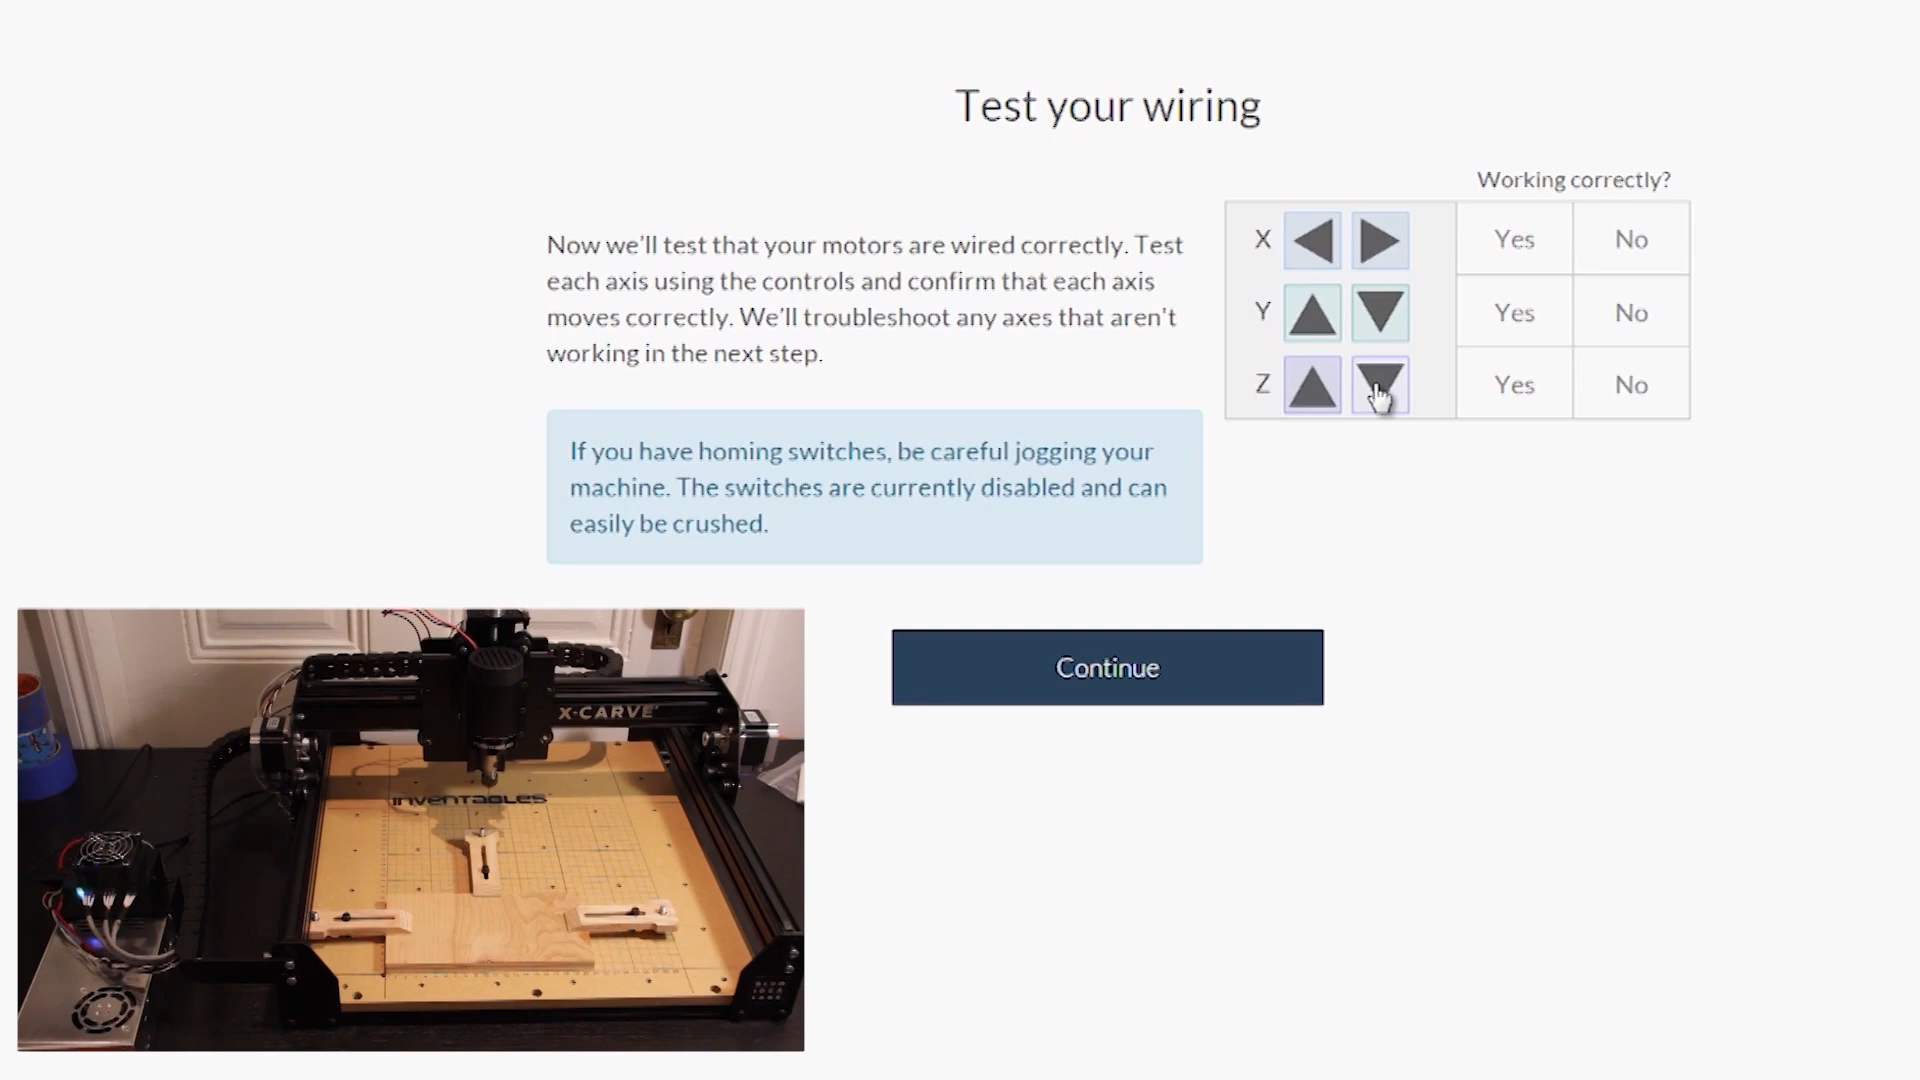 Test your wiring
Working correctly?
Now we'll test that your motors are wired correctly. Test
each axis using the controls and confirm that each axis
moves correctly. We'll troubleshoot any axes that aren't
working in the next step.
X Yes No
Y Yes No
Z Yes No
If you have homing switches, be careful jogging your
machine. The switches are currently disabled and can
easily be crushed.
Continue
X-CARVE
INVENTABLES